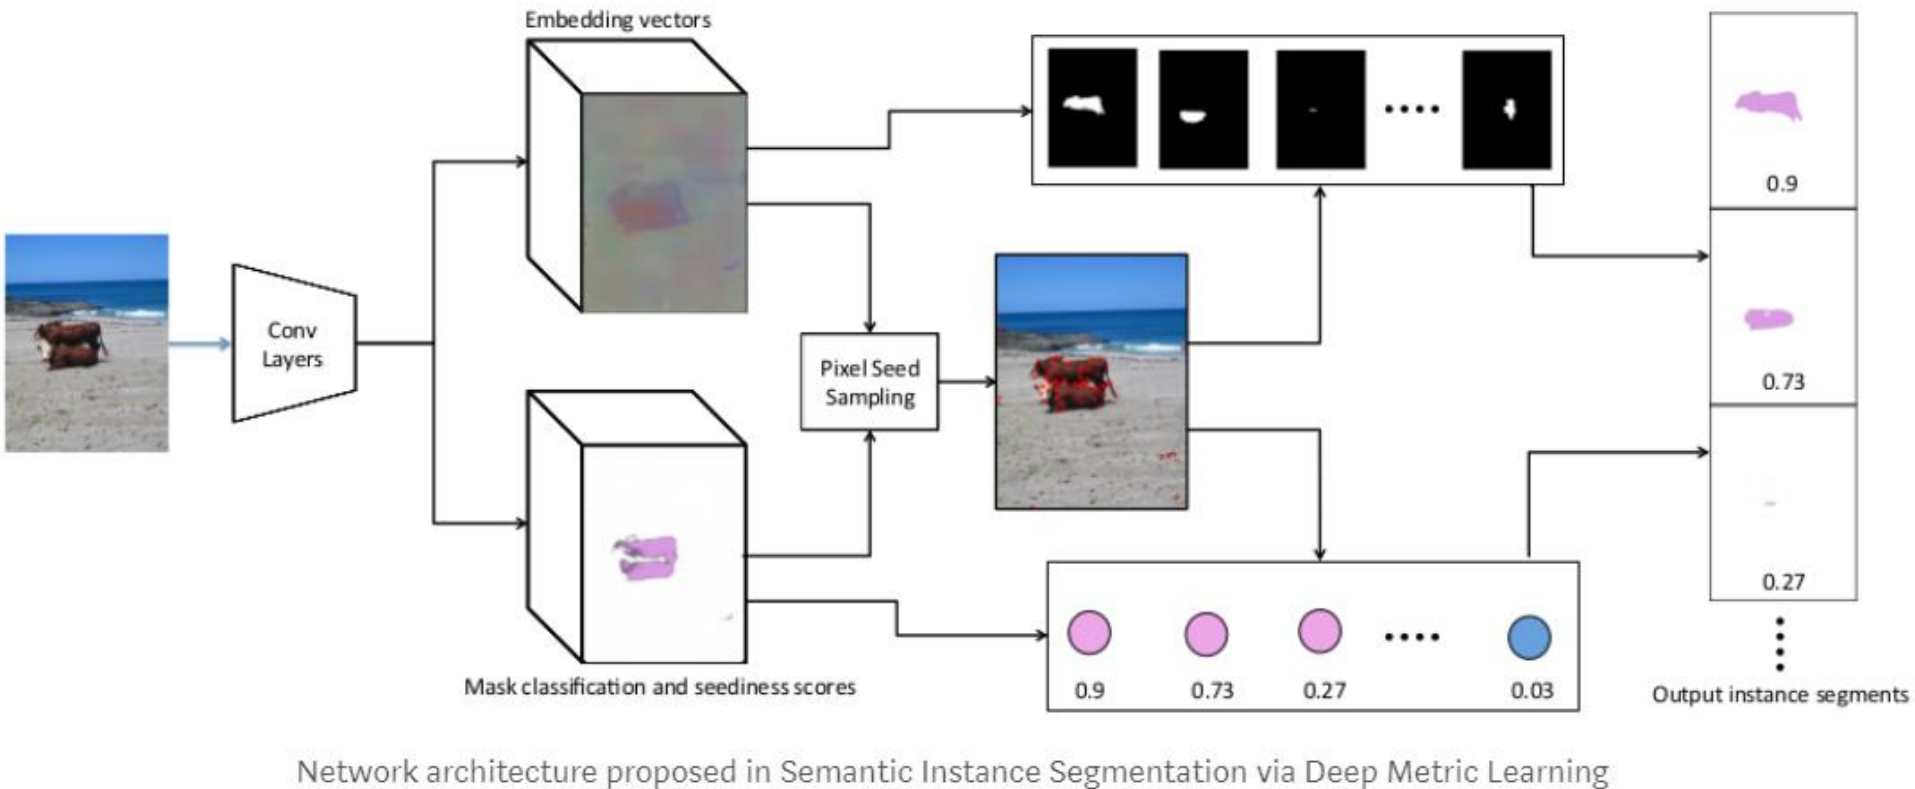 Embedding vectors
Conv
Layers
Pixel Seed
Sampling
Mask classification and seediness scores
0.9
0.73
0.27
0.03
0.9
0.73
0.27
Output instance segments
Network architecture proposed in Semantic Instance Segmentation via Deep Metric Learning